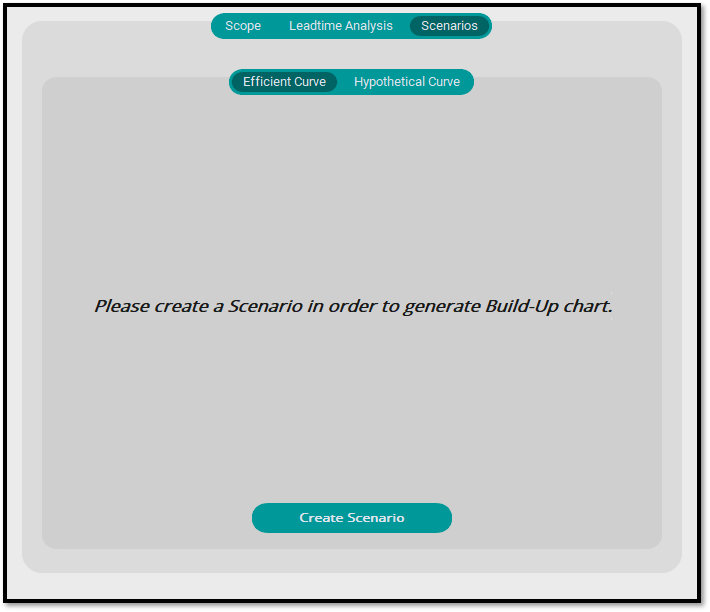 Scope Leadtime Analysis Scenarios
Efficient Curve Hypothetical Curve
Please create a Scenario in order to generate Build-Up chart.
Create Scenario